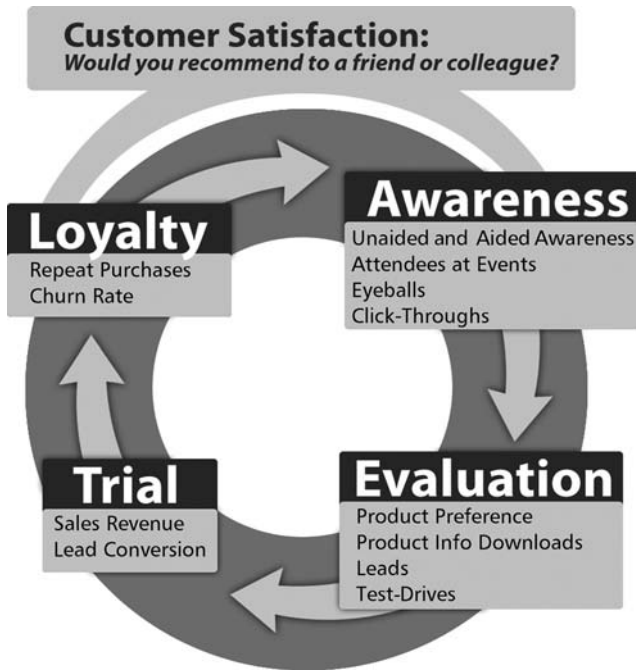 Customer Satisfaction:
Would you recommend to a friend or colleague?
Awareness
Unaided and Aided Awareness
Attendees at Events
Eyeballs
Click-Throughs
Evaluation
Product Preference
Product Info Downloads
Leads
Test-Drives
Trial
Sales Revenue
Lead Conversion
Loyalty
Repeat Purchases
Churn Rate